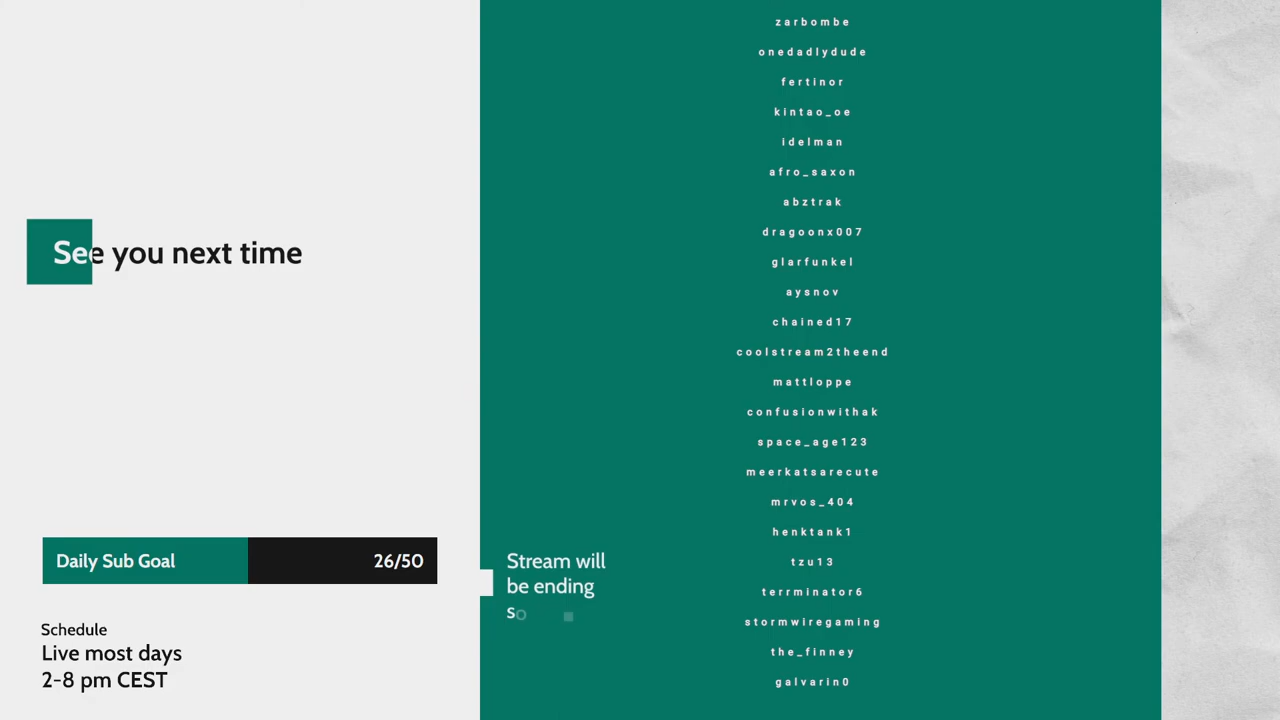 See you next time
Daily Sub Goal 26/50
Schedule
Live most days
2-8 pm CEST
Stream will
be ending
so
zarbombe
onedadlydude
fertinor
kintao_oe
idelman
afro_saxon
abztrak
dragoonx007
glarfunkel
aysnov
chained17
coolstream2theend
mattloppe
confusionwithak
space_age123
meerkatsarecute
mrvos_404
henktank1
tzu13
terrminator6
stormwiregaming
the_finney
galvarin0